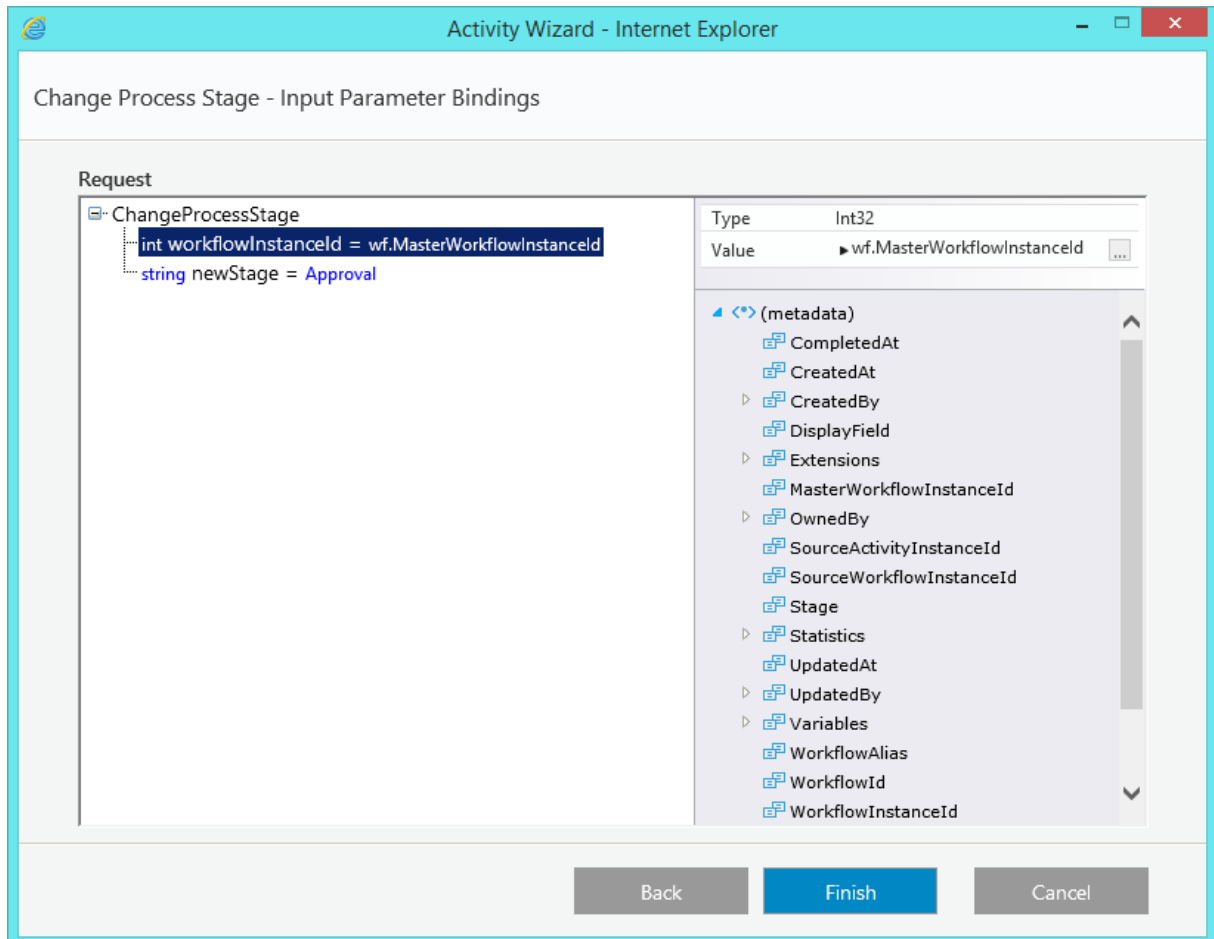 Activity Wizard - Internet Explorer
Change Process Stage - Input Parameter Bindings
Request
ChangeProcessStage
int workflowInstanceId = wf.MasterWorkflowInstanceId
string newStage = Approval
Type Int32
Value wf.MasterWorkflowInstanceId ...
(metadata)
CompletedAt
CreatedAt
CreatedBy
DisplayField
Extensions
MasterWorkflowInstanceId
OwnedBy
SourceActivityInstanceId
SourceWorkflowInstanceId
Stage
Statistics
UpdatedAt
UpdatedBy
Variables
WorkflowAlias
WorkflowId
WorkflowInstanceId
Back Finish Cancel